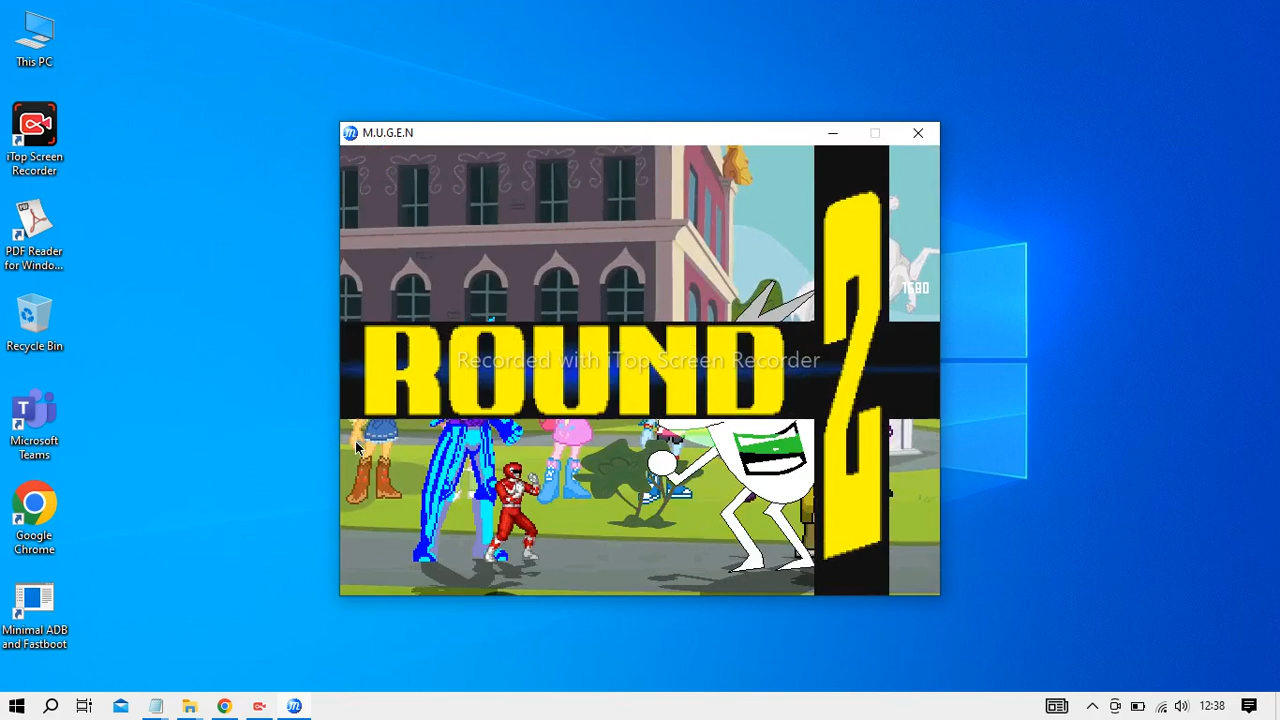 This PC
iTop Screen
Recorder
PDF Reader
for Windo...
Recycle Bin
Microsoft
Teams
Google
Chrome
Minimal ADB
and Fastboot
M.U.G.E.N
1680
ROUND 2
Recorded with iTop Screen Recorder
12:38